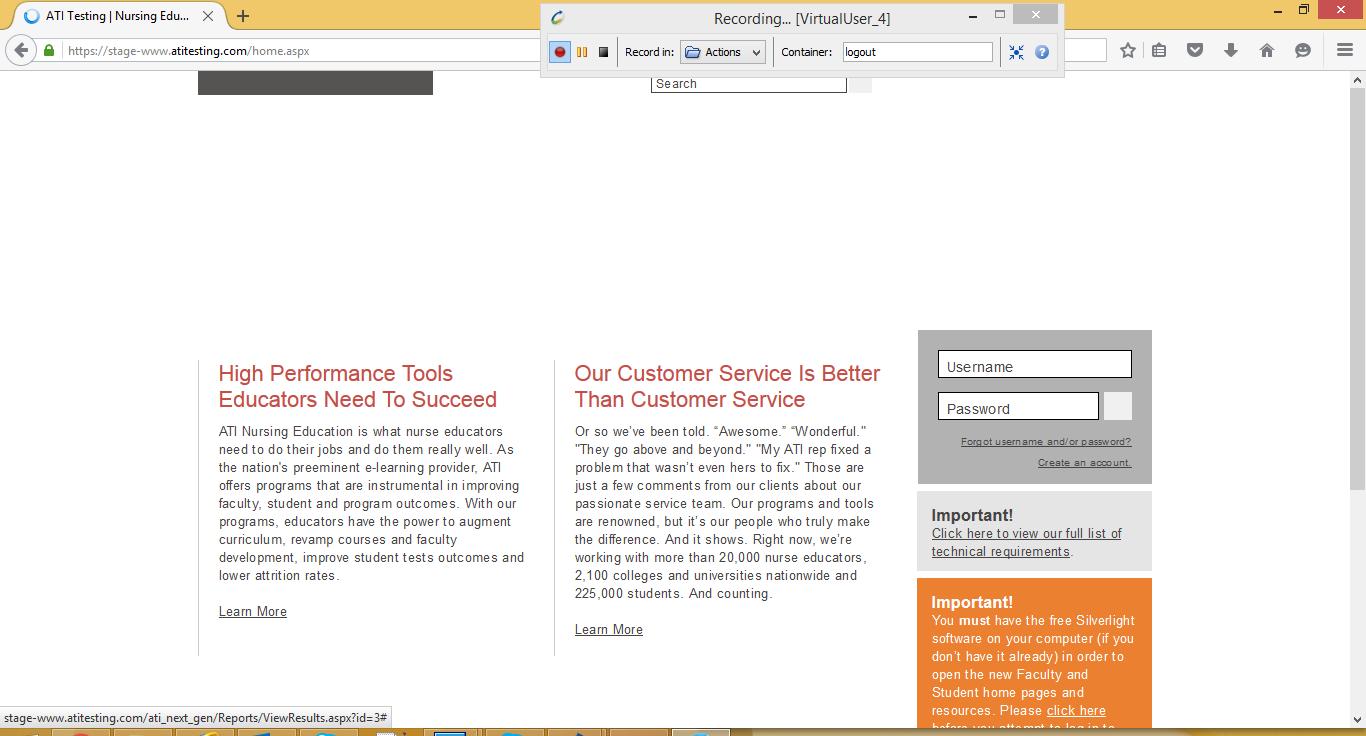 ATI Testing | Nursing Edu...
Recording... [VirtualUser_4]
https://stage-www.atitesting.com/home.aspx
Record in:
Actions
Container:
logout
Search
High Performance Tools
Educators Need To Succeed
ATI Nursing Education is what nurse educators
need to do their jobs and do them really well. As
the nation's preeminent e-learning provider, ATI
offers programs that are instrumental in improving
faculty, student and program outcomes. With our
programs, educators have the power to augment
curriculum, revamp courses and faculty
development, improve student tests outcomes and
lower attrition rates.
Learn More
Our Customer Service Is Better
Than Customer Service
Or so we've been told. “Awesome.” “Wonderful."
"They go above and beyond." "My ATI rep fixed a
problem that wasn’t even hers to fix." Those are
just a few comments from our clients about our
passionate service team. Our programs and tools
are renowned, but it’s our people who truly make
the difference. And it shows. Right now, we’re
working with more than 20,000 nurse educators,
2,100 colleges and universities nationwide and
225,000 students. And counting.
Learn More
Username
Password
Forgot username and/or password?
Create an account.
Important!
Click here to view our full list of
technical requirements.
Important!
You must have the free Silverlight
software on your computer (if you
don’t have it already) in order to
open the new Faculty and
Student home pages and
resources. Please click here
before you attempt to log in to
stage-www.atitesting.com/ati_next_gen/Reports/ViewResults.aspx?id=3#